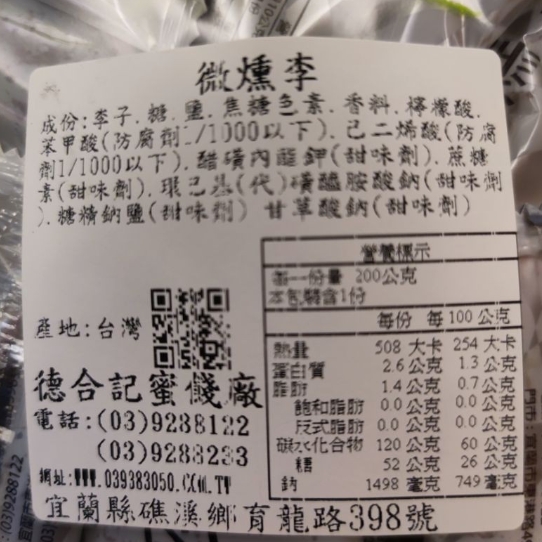 微燻李
成份:李子.糖.鹽.焦糖色素.香料.檸檬酸.
苯甲酸(防腐劑1/1000以下).己二烯酸(防腐
劑1/1000以下).醋磺內酯鉀(甜味劑).蔗糖
素(甜味劑).環己基(代)磺醯胺酸鈉(甜味劑
).糖精鈉鹽(甜味劑) 甘草酸鈉(甜味劑)
營養標示
每一份量 200公克
本包裝含1份
每份 每100公克
熱量 508 大卡 254 大卡
蛋白質 2.6 公克 1.3 公克
脂肪 1.4 公克 0.7 公克
飽和脂肪 0.0 公克 0.0 公克
反式脂肪 0.0 公克 0.0 公克
碳水化合物 120 公克 60 公克
糖 52 公克 26 公克
鈉 1498 毫克 749 毫克
產地:台灣
德合記蜜餞廠
電話:(03)9288122
(03)9283233
網址:WWW.039383050.COM.TW
宜蘭縣礁溪鄉育龍路398號
(03)9288122